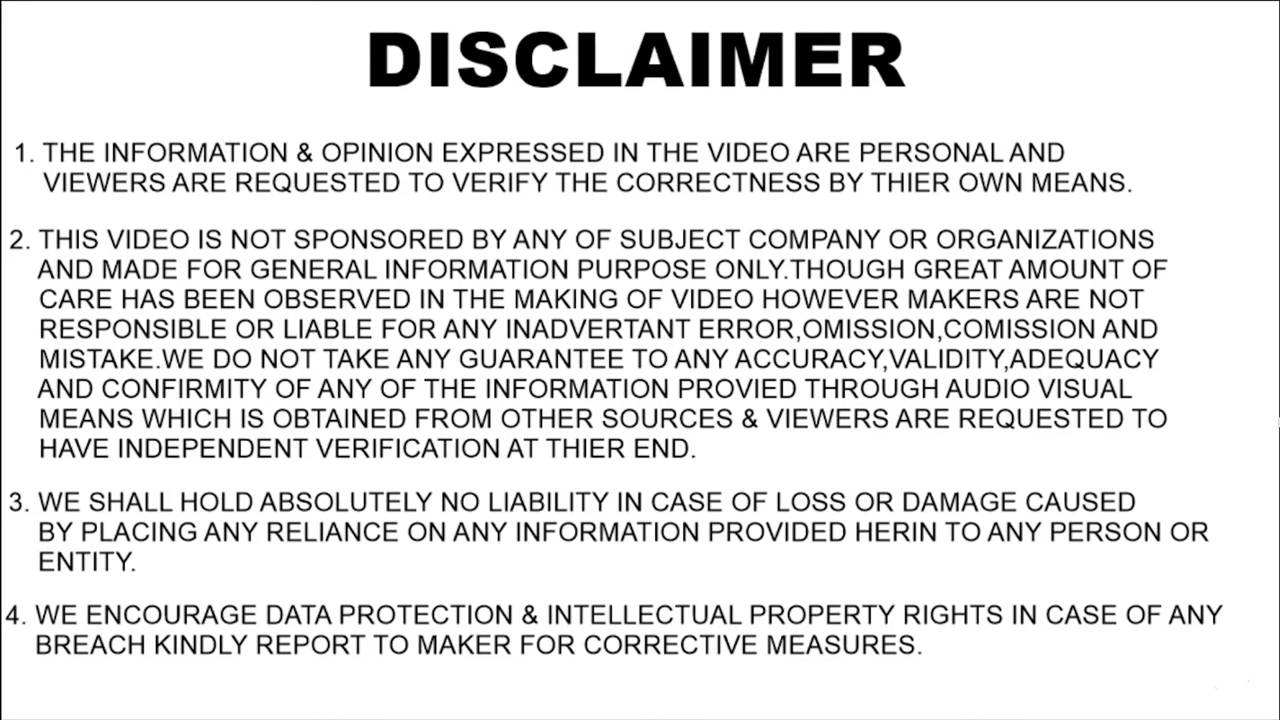 DISCLAIMER
1. THE INFORMATION & OPINION EXPRESSED IN THE VIDEO ARE PERSONAL AND
VIEWERS ARE REQUESTED TO VERIFY THE CORRECTNESS BY THIER OWN MEANS.
2. THIS VIDEO IS NOT SPONSORED BY ANY OF SUBJECT COMPANY OR ORGANIZATIONS
AND MADE FOR GENERAL INFORMATION PURPOSE ONLY.THOUGH GREAT AMOUNT OF
CARE HAS BEEN OBSERVED IN THE MAKING OF VIDEO HOWEVER MAKERS ARE NOT
RESPONSIBLE OR LIABLE FOR ANY INADVERTANT ERROR,OMISSION,COMISSION AND
MISTAKE.WE DO NOT TAKE ANY GUARANTEE TO ANY ACCURACY,VALIDITY,ADEQUACY
AND CONFIRMITY OF ANY OF THE INFORMATION PROVIED THROUGH AUDIO VISUAL
MEANS WHICH IS OBTAINED FROM OTHER SOURCES & VIEWERS ARE REQUESTED TO
HAVE INDEPENDENT VERIFICATION AT THIER END.
3. WE SHALL HOLD ABSOLUTELY NO LIABILITY IN CASE OF LOSS OR DAMAGE CAUSED
BY PLACING ANY RELIANCE ON ANY INFORMATION PROVIDED HERIN TO ANY PERSON OR
ENTITY.
4. WE ENCOURAGE DATA PROTECTION & INTELLECTUAL PROPERTY RIGHTS IN CASE OF ANY
BREACH KINDLY REPORT TO MAKER FOR CORRECTIVE MEASURES.